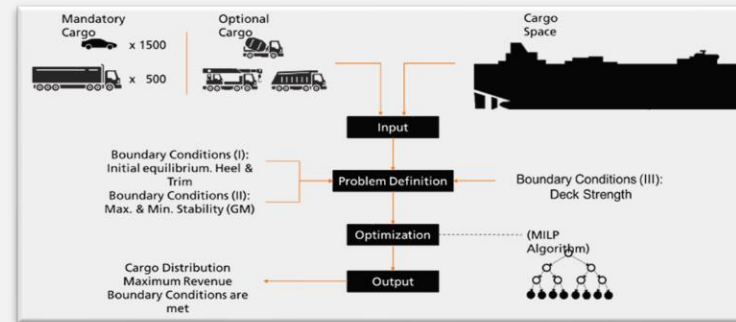 Mandatory
Cargo
x 1500
x 500
Optional
Cargo
Cargo
Space
Input
Boundary Conditions (I):
Initial equilibrium. Heel &
Trim
Boundary Conditions (II):
Max. & Min. Stability (GM)
Problem Definition
Boundary Conditions (III):
Deck Strength
Optimization
(MILP
Algorithm)
Cargo Distribution
Maximum Revenue
Boundary Conditions are
met
Output